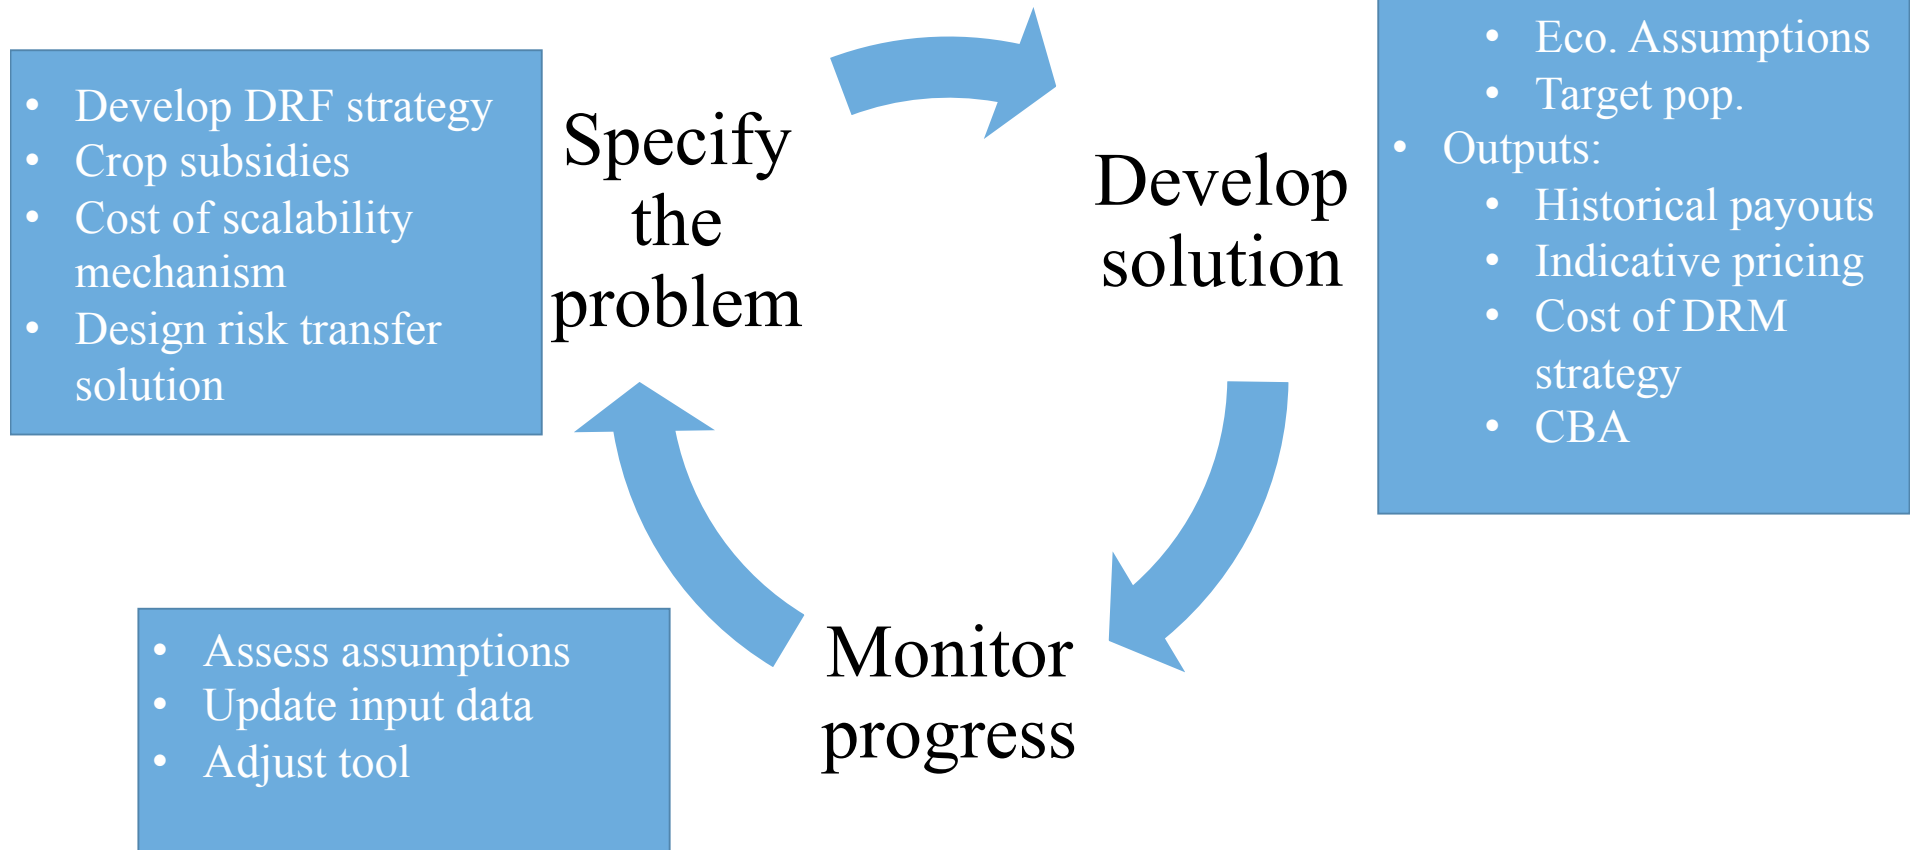 • Develop DRF strategy
• Crop subsidies
• Cost of scalability
mechanism
• Design risk transfer
solution
Specify
the
problem
Develop
solution
• Eco. Assumptions
• Target pop.
• Outputs:
• Historical payouts
• Indicative pricing
• Cost of DRM
strategy
• CBA
• Assess assumptions
• Update input data
• Adjust tool
Monitor
progress